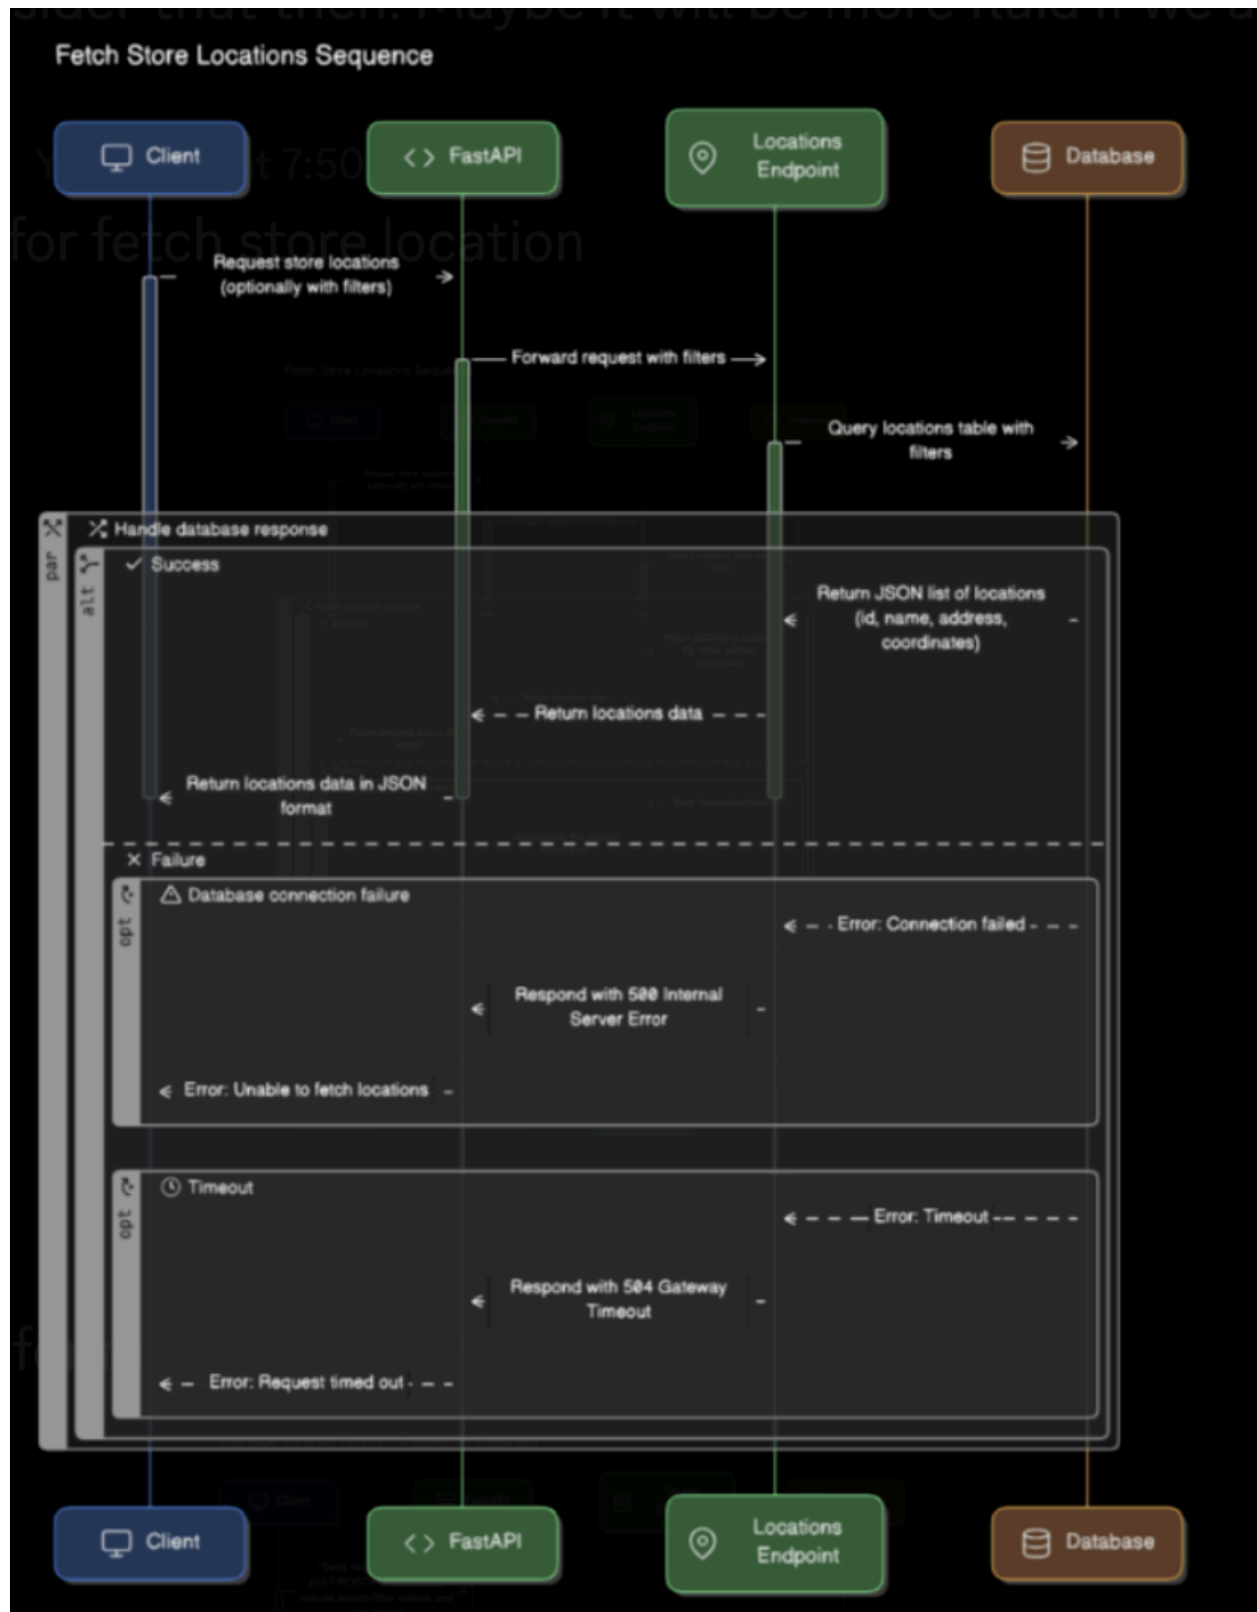 Fetch Store Locations Sequence
Client
FastAPI
Locations
Endpoint
Database
for fetch store location
Request store locations
(optionally with filters)
Forward request with filters
Query locations table with
filters
par
Handle database response
alt
Success
Return JSON list of locations
(id, name, address,
coordinates)
Return locations data
Return locations data in JSON
format
Failure
opt
Database connection failure
Error: Connection failed
Respond with 500 Internal
Server Error
Error: Unable to fetch locations
opt
Timeout
Error: Timeout
Respond with 504 Gateway
Timeout
Error: Request timed out
Client
FastAPI
Locations
Endpoint
Database